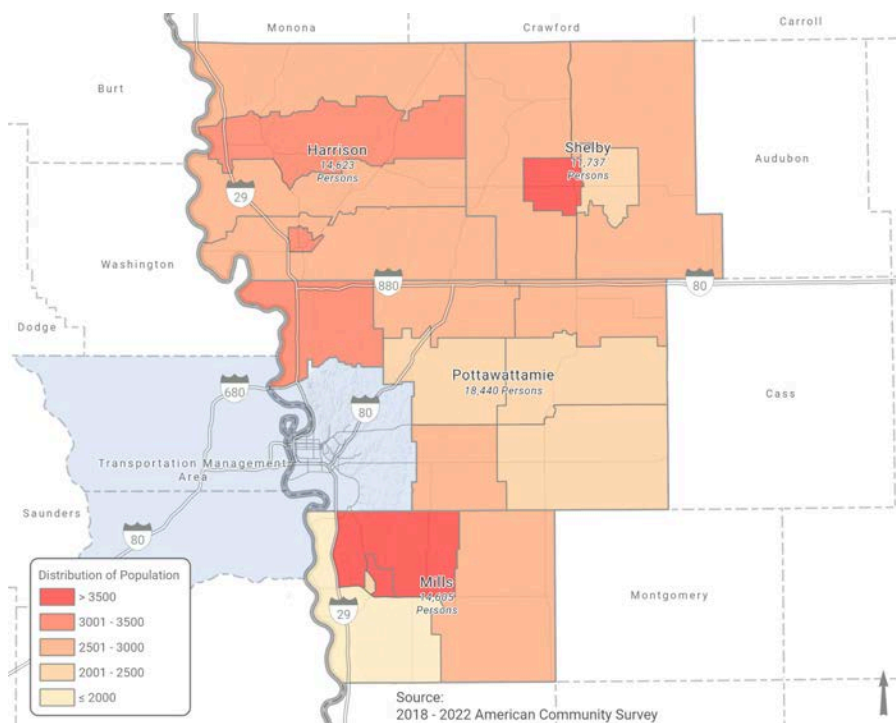 Monona
Crawford
Carroll
Burt
Harrison
14,623
Persons
Shelby
11,737
Persons
Audubon
29
Washington
880
80
Dodge
Pottawattamie
18,440 Persons
680
80
Cass
Transportation Management
Area
Saunders
80
Distribution of Population
> 3500
3001 - 3500
2501 - 3000
2001 - 2500
≤ 2000
Mills
14,605
Persons
29
Montgomery
Source:
2018 - 2022 American Community Survey